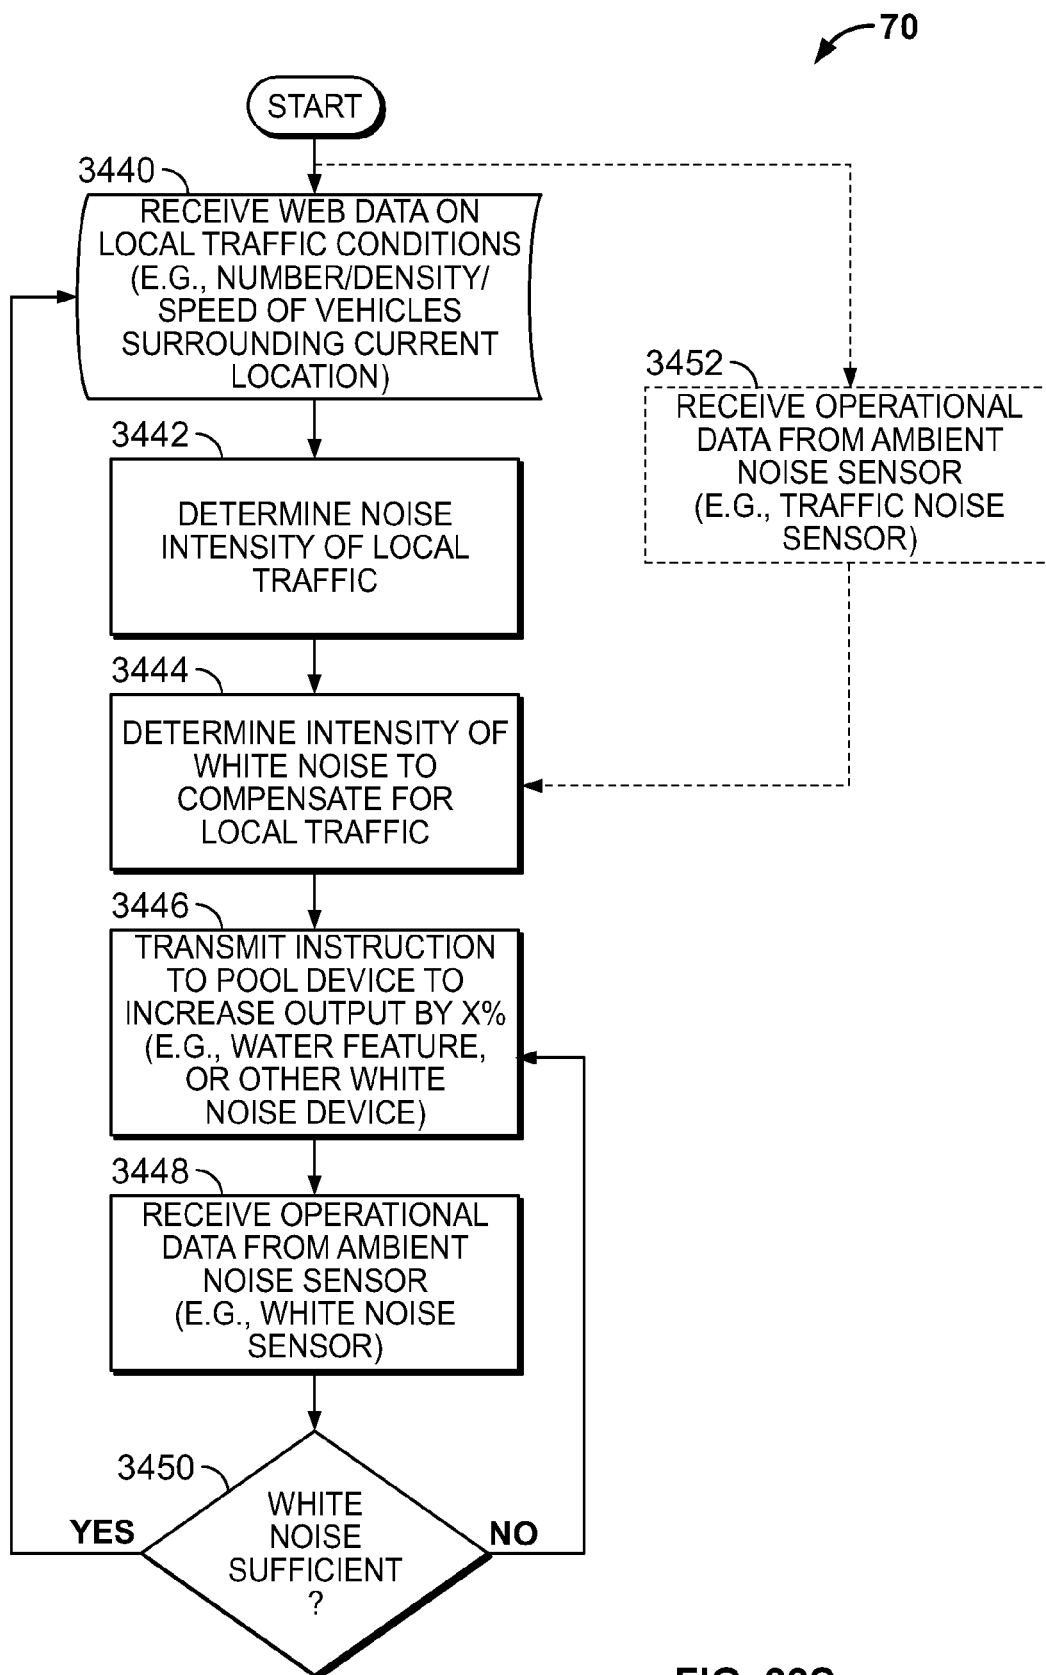 70
START
3440
RECEIVE WEB DATA ON
LOCAL TRAFFIC CONDITIONS
(E.G., NUMBER/DENSITY/
SPEED OF VEHICLES
SURROUNDING CURRENT
LOCATION)
3452
RECEIVE OPERATIONAL
DATA FROM AMBIENT
NOISE SENSOR
(E.G., TRAFFIC NOISE
SENSOR)
3442
DETERMINE NOISE
INTENSITY OF LOCAL
TRAFFIC
3444
DETERMINE INTENSITY OF
WHITE NOISE TO
COMPENSATE FOR
LOCAL TRAFFIC
3446
TRANSMIT INSTRUCTION
TO POOL DEVICE TO
INCREASE OUTPUT BY X%
(E.G., WATER FEATURE,
OR OTHER WHITE
NOISE DEVICE)
3448
RECEIVE OPERATIONAL
DATA FROM AMBIENT
NOISE SENSOR
(E.G., WHITE NOISE
SENSOR)
3450
WHITE
NOISE
SUFFICIENT
?
YES
NO
FIG.